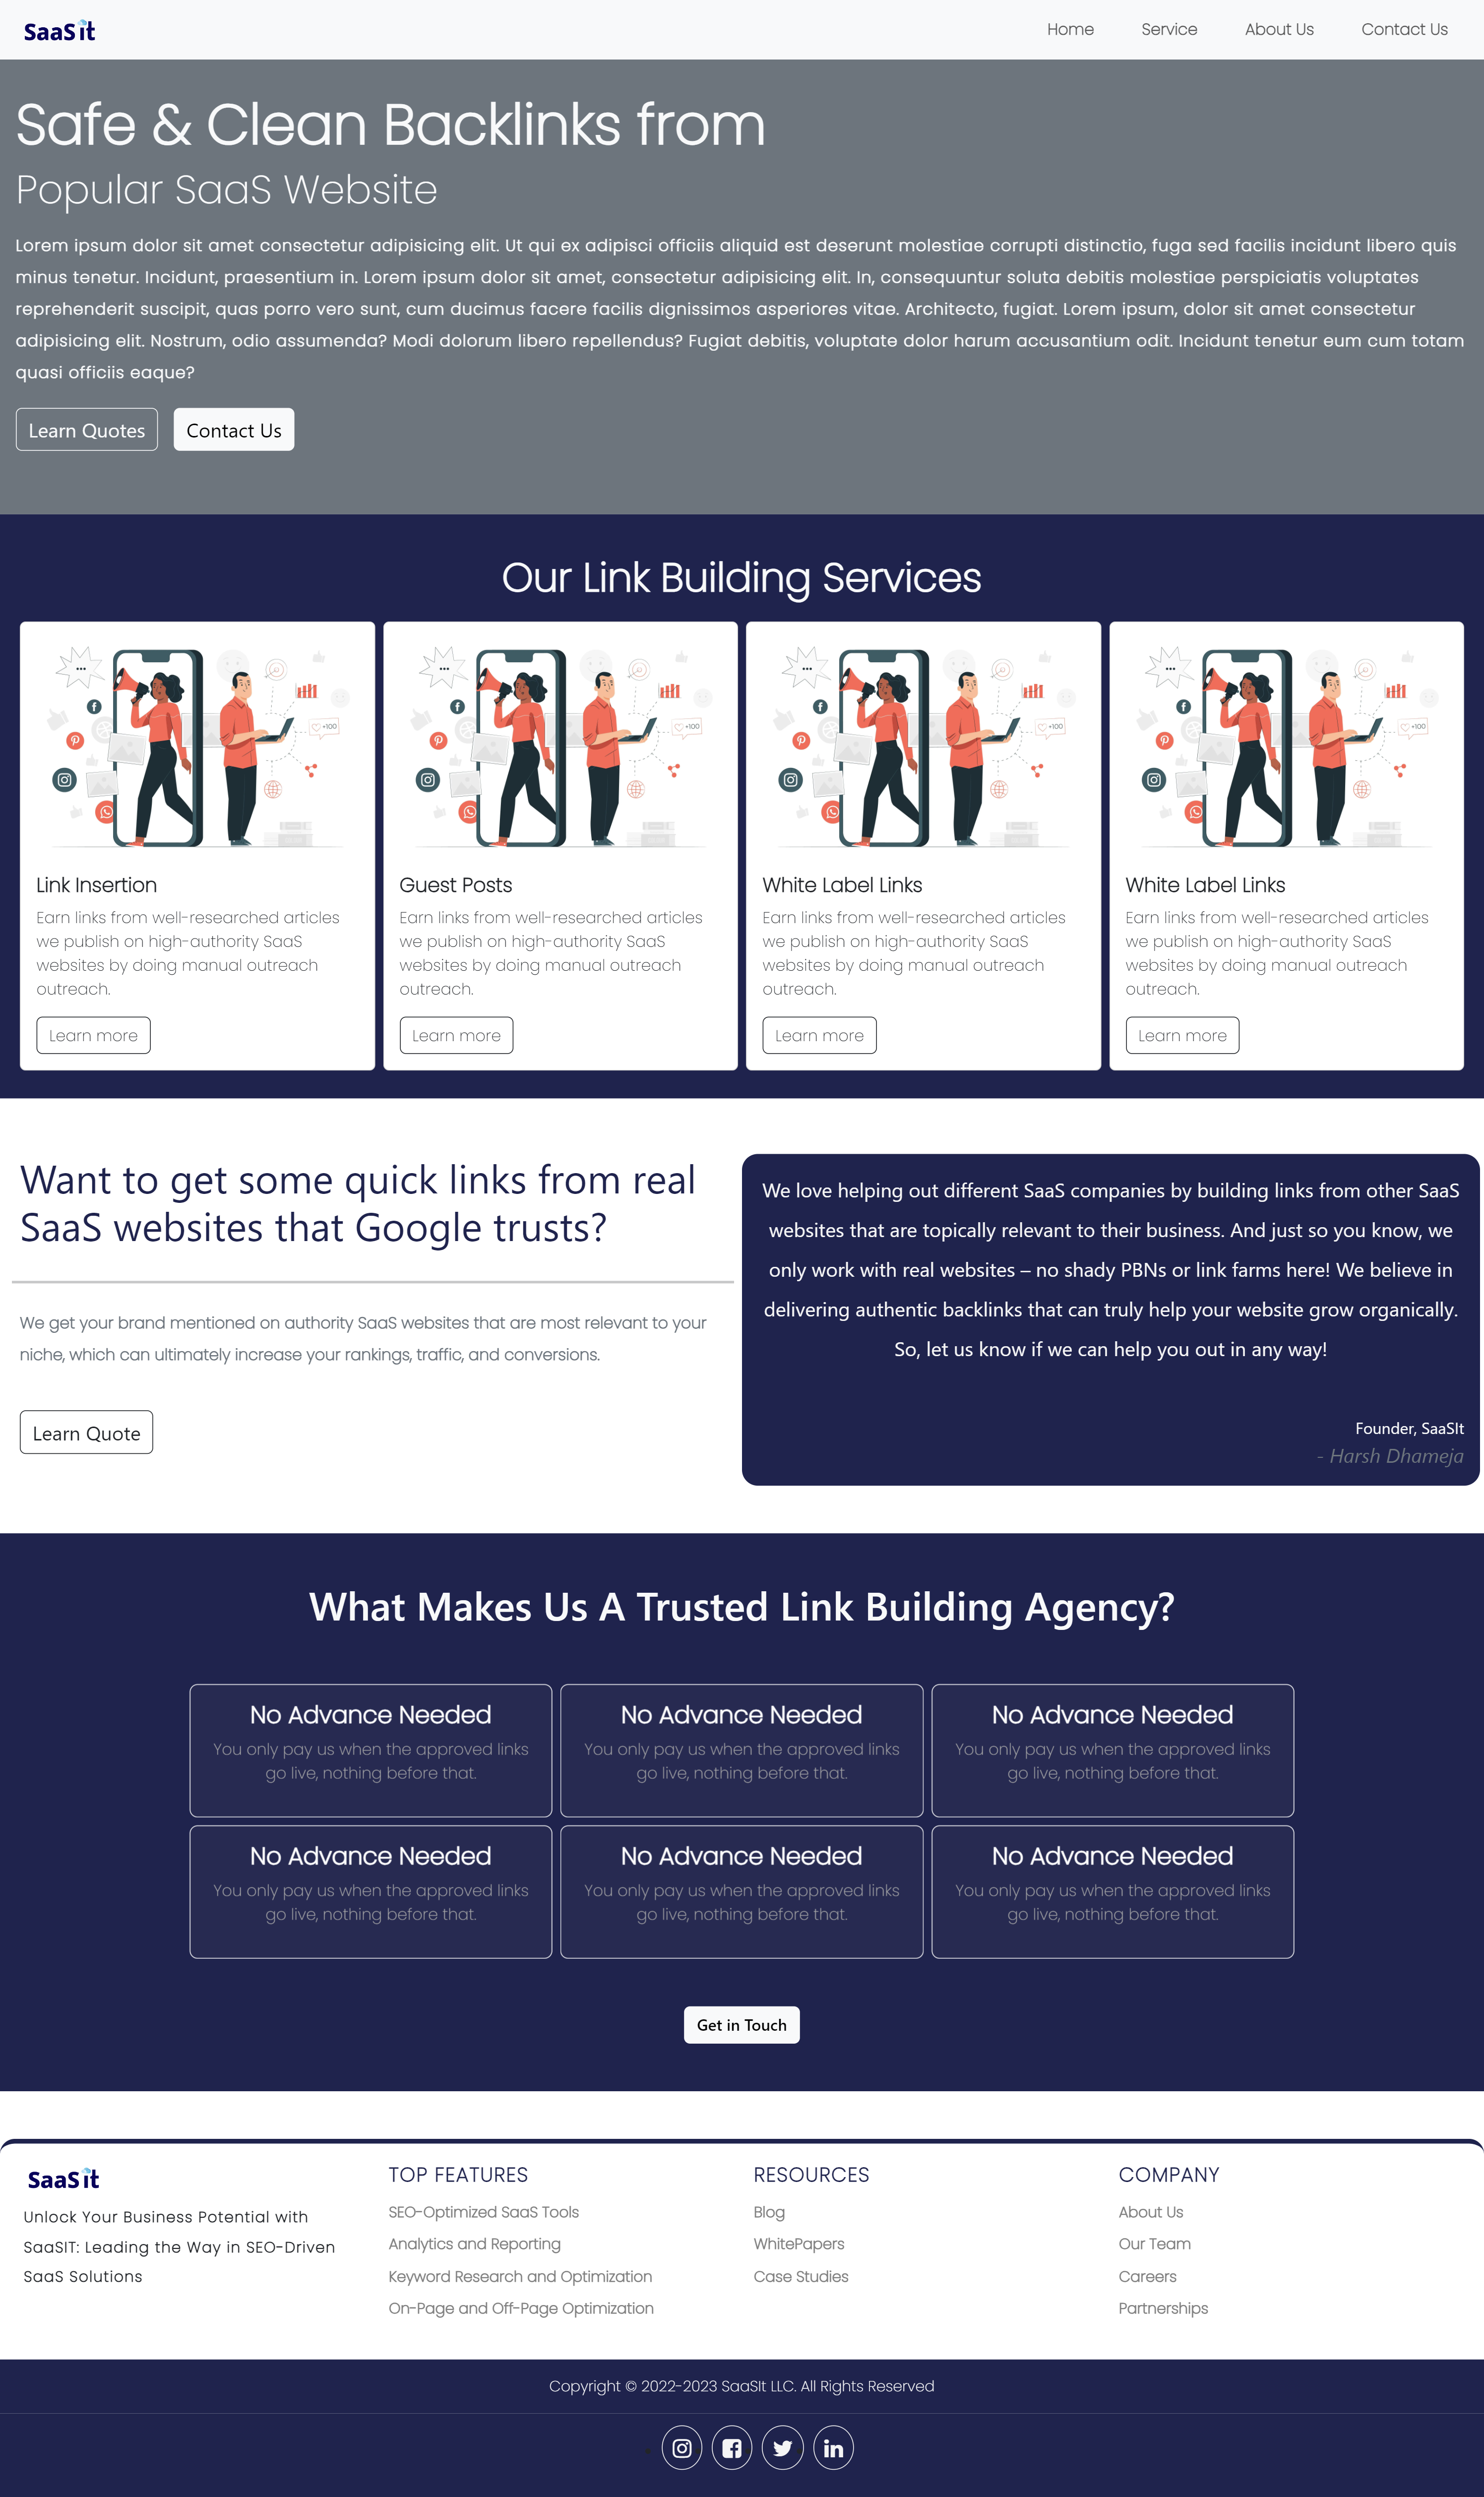 SaaSit
Home Service About Us Contact Us
Safe & Clean Backlinks from
Popular SaaS Website
Lorem ipsum dolor sit amet consectetur adipisicing elit. Ut qui ex adipisci officiis aliquid est deserunt molestiae corrupti distinctio, fuga sed facilis incidunt libero quis
minus tenetur. Incidunt, praesentium in. Lorem ipsum dolor sit amet, consectetur adipisicing elit. In, consequuntur soluta debitis molestiae perspiciatis voluptates
reprehenderit suscipit, quas porro vero sunt, cum ducimus facere facilis dignissimos asperiores vitae. Architecto, fugiat. Lorem ipsum, dolor sit amet consectetur
adipisicing elit. Nostrum, odio assumenda? Modi dolorum libero repellendus? Fugiat debitis, voluptate dolor harum accusantium odit. Incidunt tenetur eum cum totam
quasi officiis eaque?
Learn Quotes Contact Us
Our Link Building Services
+100
Link Insertion
Earn links from well-researched articles
we publish on high-authority SaaS
websites by doing manual outreach
outreach.
Learn more
+100
Guest Posts
Earn links from well-researched articles
we publish on high-authority SaaS
websites by doing manual outreach
outreach.
Learn more
+100
White Label Links
Earn links from well-researched articles
we publish on high-authority SaaS
websites by doing manual outreach
outreach.
Learn more
+100
White Label Links
Earn links from well-researched articles
we publish on high-authority SaaS
websites by doing manual outreach
outreach.
Learn more
Want to get some quick links from real
SaaS websites that Google trusts?
We get your brand mentioned on authority SaaS websites that are most relevant to your
niche, which can ultimately increase your rankings, traffic, and conversions.
Learn Quote
We love helping out different SaaS companies by building links from other SaaS
websites that are topically relevant to their business. And just so you know, we
only work with real websites – no shady PBNs or link farms here! We believe in
delivering authentic backlinks that can truly help your website grow organically.
So, let us know if we can help you out in any way!
Founder, SaaSIt
- Harsh Dhameja
What Makes Us A Trusted Link Building Agency?
No Advance Needed
You only pay us when the approved links
go live, nothing before that.
No Advance Needed
You only pay us when the approved links
go live, nothing before that.
No Advance Needed
You only pay us when the approved links
go live, nothing before that.
No Advance Needed
You only pay us when the approved links
go live, nothing before that.
No Advance Needed
You only pay us when the approved links
go live, nothing before that.
No Advance Needed
You only pay us when the approved links
go live, nothing before that.
Get in Touch
SaaSit
Unlock Your Business Potential with
SaaSIT: Leading the Way in SEO-Driven
SaaS Solutions
TOP FEATURES
SEO-Optimized SaaS Tools
Analytics and Reporting
Keyword Research and Optimization
On-Page and Off-Page Optimization
RESOURCES
Blog
WhitePapers
Case Studies
COMPANY
About Us
Our Team
Careers
Partnerships
Copyright © 2022-2023 SaaSIt LLC. All Rights Reserved